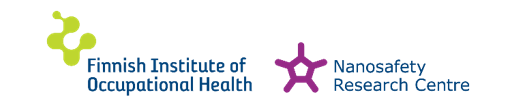 Finnish Institute of
Occupational Health
Nanosafety
Research Centre